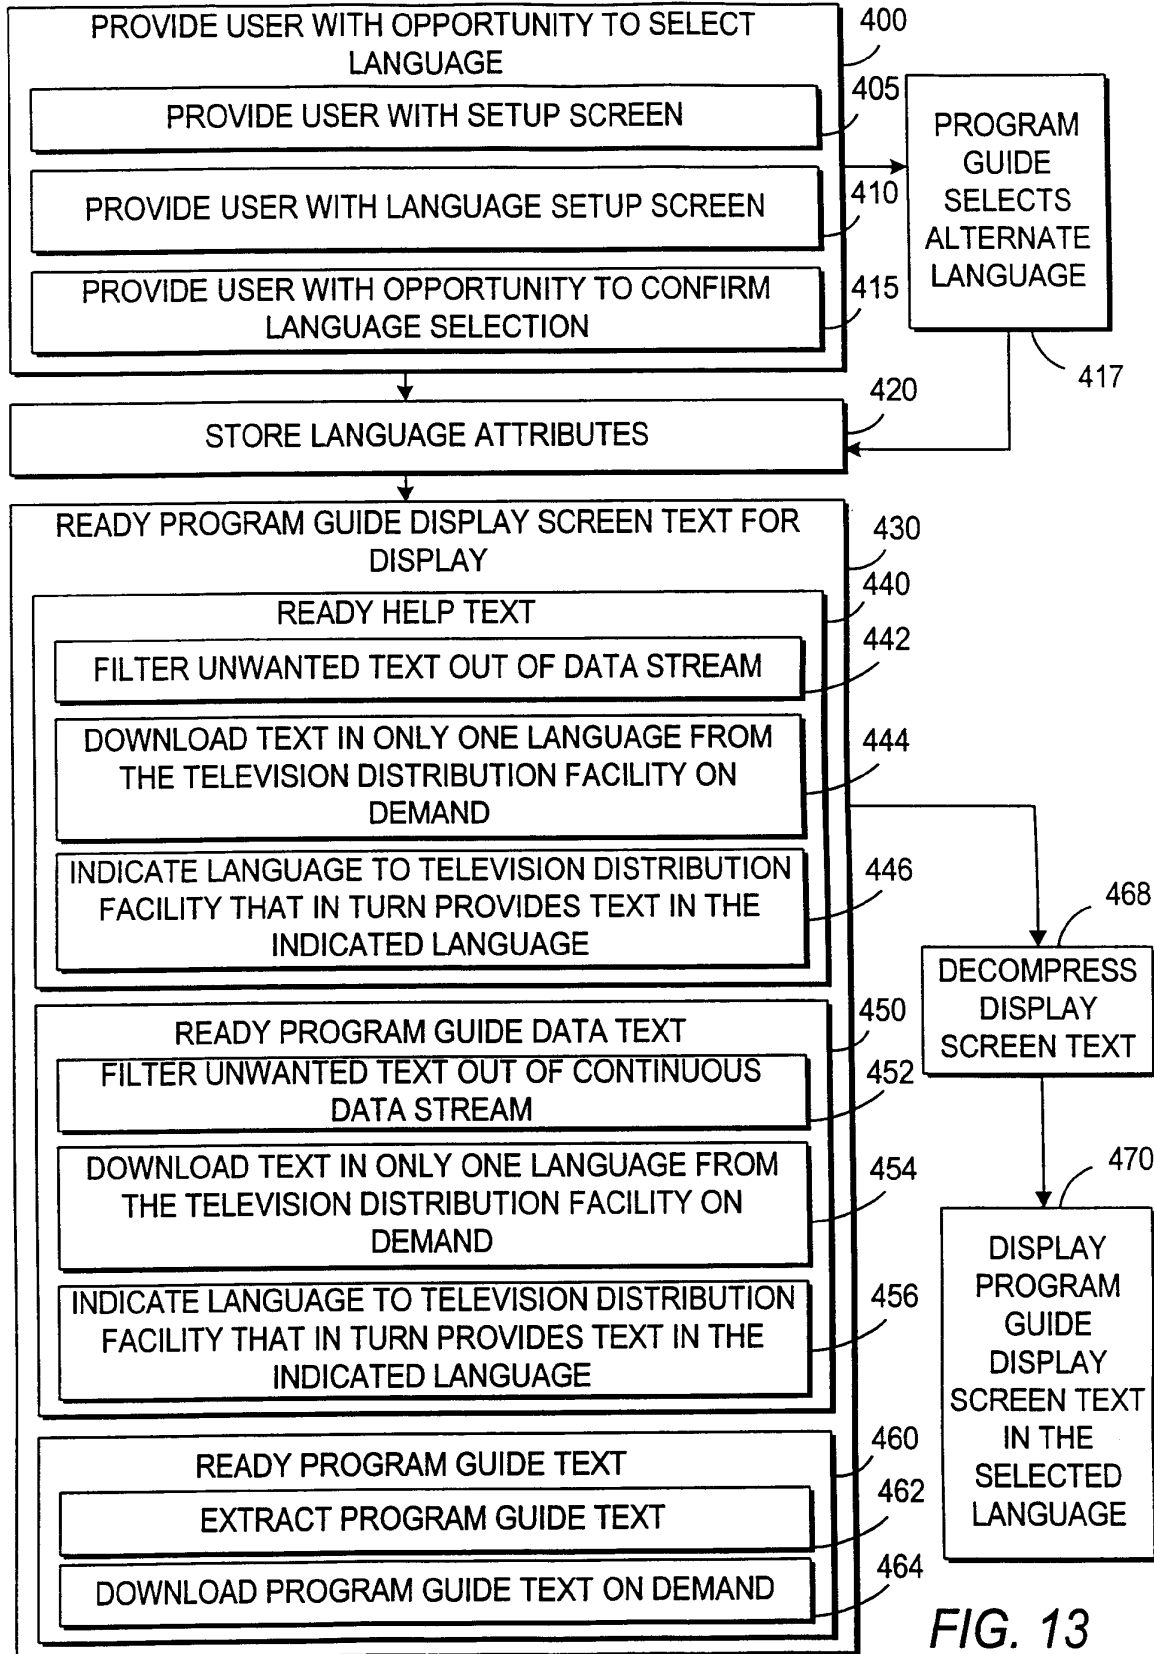 PROVIDE USER WITH OPPORTUNITY TO SELECT
LANGUAGE
400
PROVIDE USER WITH SETUP SCREEN
405
PROVIDE USER WITH LANGUAGE SETUP SCREEN
410
PROVIDE USER WITH OPPORTUNITY TO CONFIRM
LANGUAGE SELECTION
415
PROGRAM
GUIDE
SELECTS
ALTERNATE
LANGUAGE
417
STORE LANGUAGE ATTRIBUTES
420
READY PROGRAM GUIDE DISPLAY SCREEN TEXT FOR
DISPLAY
430
READY HELP TEXT
440
FILTER UNWANTED TEXT OUT OF DATA STREAM
442
DOWNLOAD TEXT IN ONLY ONE LANGUAGE FROM
THE TELEVISION DISTRIBUTION FACILITY ON
DEMAND
444
INDICATE LANGUAGE TO TELEVISION DISTRIBUTION
FACILITY THAT IN TURN PROVIDES TEXT IN THE
INDICATED LANGUAGE
446
READY PROGRAM GUIDE DATA TEXT
450
FILTER UNWANTED TEXT OUT OF CONTINUOUS
DATA STREAM
452
DOWNLOAD TEXT IN ONLY ONE LANGUAGE FROM
THE TELEVISION DISTRIBUTION FACILITY ON
DEMAND
454
INDICATE LANGUAGE TO TELEVISION DISTRIBUTION
FACILITY THAT IN TURN PROVIDES TEXT IN THE
INDICATED LANGUAGE
456
READY PROGRAM GUIDE TEXT
460
EXTRACT PROGRAM GUIDE TEXT
462
DOWNLOAD PROGRAM GUIDE TEXT ON DEMAND
464
468
DECOMPRESS
DISPLAY
SCREEN TEXT
470
DISPLAY
PROGRAM
GUIDE
DISPLAY
SCREEN TEXT
IN THE
SELECTED
LANGUAGE
FIG. 13